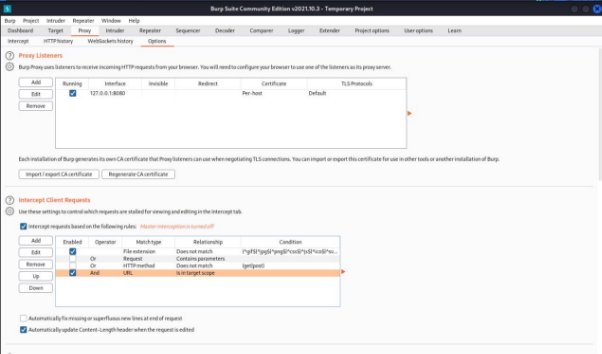 Burp Suite Community Edition v2021.10.3 - Temporary Project
Burp Project Intruder Repeater Window Help
Dashboard Target Proxy Intruder Repeater Sequencer Decoder Comparer Logger Extender Project options User options Learn
Intercept HTTP history WebSockets history Options
Proxy Listeners
Burp Proxy uses listeners to receive incoming HTTP requests from your browser. You will need to configure your browser to use one of the listeners as its proxy server.
Add
Edit
Remove
Running Interface Invisible Redirect Certificate TLS Protocols
127.0.0.1:8080 Per-host Default
Each installation of Burp generates its own CA certificate that Proxy listeners can use when negotiating TLS connections. You can import or export this certificate for use in other tools or another installation of Burp.
Import / export CA certificate Regenerate CA certificate
Intercept Client Requests
Use these settings to control which requests are stalled for viewing and editing in the Intercept tab.
Intercept requests based on the following rules: Master interception is turned off
Add
Edit
Remove
Up
Down
Enabled Operator Match type Relationship Condition
File extension Does not match (^gif$|^jpg$|^png$|^css$|^js$|^ico$|^sv...
Or Request Contains parameters
Or HTTP method Does not match (get|post)
And URL Is in target scope
Automatically fix missing or superfluous new lines at end of request
Automatically update Content-Length header when the request is edited